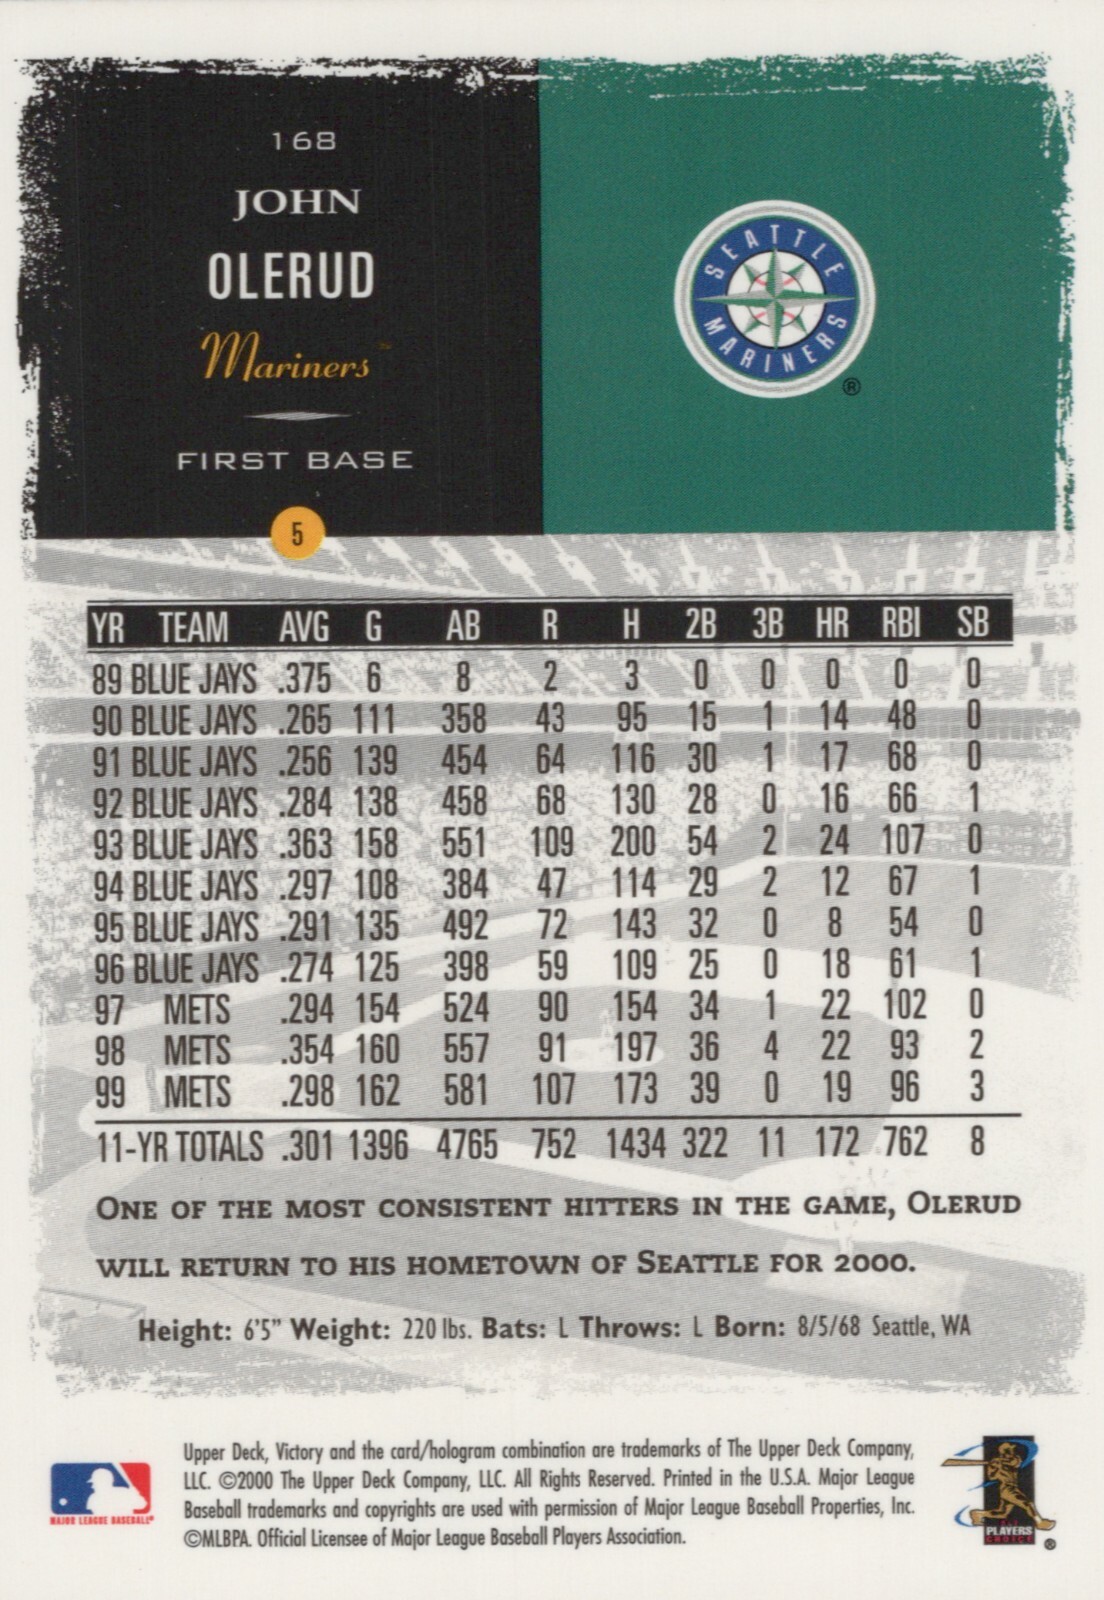 168
JOHN
OLERUD
Mariners™
FIRST BASE
SEATTLE
MARINERS
®
5
YR TEAM AVG G AB R H 2B 3B HR RBI SB
89 BLUE JAYS .375 6 8 2 3 0 0 0 0 0
90 BLUE JAYS .265 111 358 43 95 15 1 14 48 0
91 BLUE JAYS .256 139 454 64 116 30 1 17 68 0
92 BLUE JAYS .284 138 458 68 130 28 0 16 66 1
93 BLUE JAYS .363 158 551 109 200 54 2 24 107 0
94 BLUE JAYS .297 108 384 47 114 29 2 12 67 1
95 BLUE JAYS .291 135 492 72 143 32 0 8 54 0
96 BLUE JAYS .274 125 398 59 109 25 0 18 61 1
97 METS .294 154 524 90 154 34 1 22 102 0
98 METS .354 160 557 91 197 36 4 22 93 2
99 METS .298 162 581 107 173 39 0 19 96 3
11-YR TOTALS .301 1396 4765 752 1434 322 11 172 762 8
ONE OF THE MOST CONSISTENT HITTERS IN THE GAME, OLERUD
WILL RETURN TO HIS HOMETOWN OF SEATTLE FOR 2000.
Height: 6'5" Weight: 220 lbs. Bats: L Throws: L Born: 8/5/68 Seattle, WA
Upper Deck, Victory and the card/hologram combination are trademarks of The Upper Deck Company,
LLC. ©2000 The Upper Deck Company, LLC. All Rights Reserved. Printed in the U.S.A. Major League
Baseball trademarks and copyrights are used with permission of Major League Baseball Properties, Inc.
©MLBPA. Official Licensee of Major League Baseball Players Association.
MAJOR LEAGUE BASEBALL®
PLAYERS
CHOICE
®